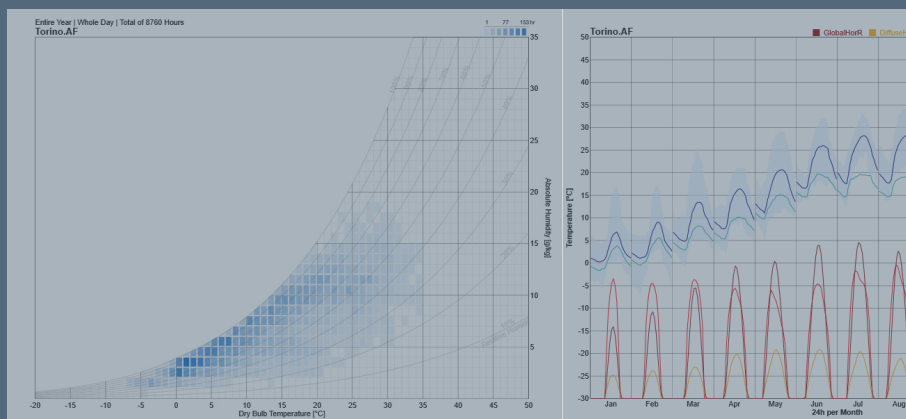 Entire Year | Whole Day | Total of 8760 Hours
Torino.AF
1 77 153 hr
35
30
25
20
15
10
5
Absolute Humidity [g/kg]
-20 -15 -10 -5 0 5 10 15 20 25 30 35 40 45 50
Dry Bulb Temperature [°C]
Torino.AF
GlobalHorR
50
45
40
35
30
25
20
15
10
5
0
-5
-10
-15
-20
-25
-30
Temperature [°C]
Jan Feb Mar Apr May Jun Jul Aug
24h per Month